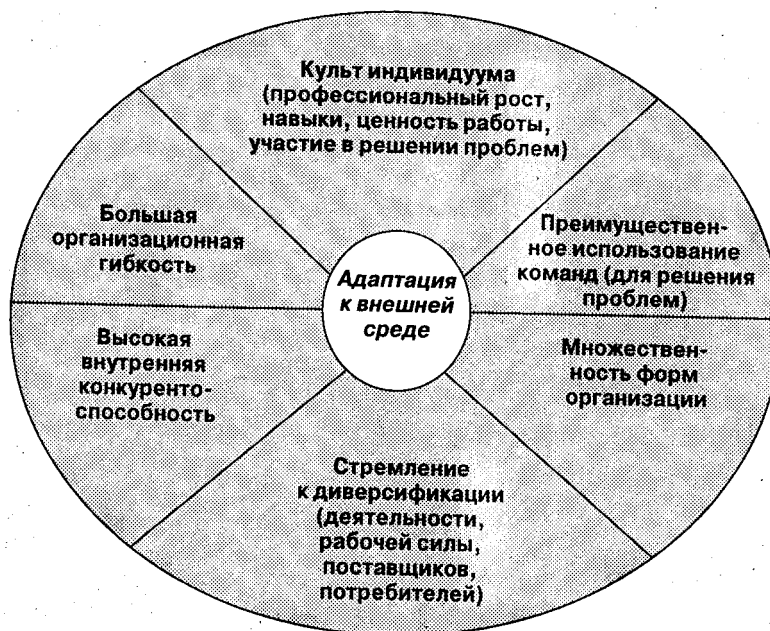 Культ индивидуума
(профессиональный рост,
навыки, ценность работы,
участие в решении проблем)
Большая
организационная
гибкость
Преимуществен-
ное использование
команд (для решения
проблем)
Адаптация
к внешней
среде
Высокая
внутренняя
конкуренто-
способность
Множествен-
ность форм
организации
Стремление
к диверсификации
(деятельности,
рабочей силы,
поставщиков,
потребителей)